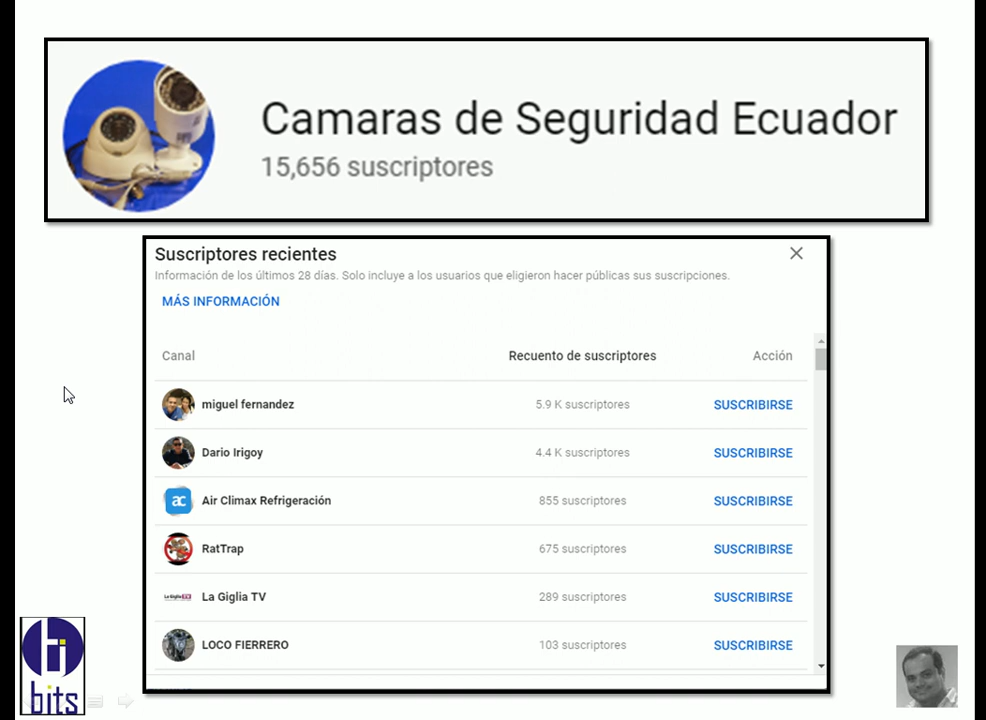 Camaras de Seguridad Ecuador
15,656 suscriptores
Suscriptores recientes
Información de los últimos 28 días. Solo incluye a los usuarios que eligieron hacer públicas sus suscripciones.
MÁS INFORMACIÓN
Canal Recuento de suscriptores Acción
miguel fernandez 5.9 K suscriptores SUSCRIBIRSE
Dario Irigoy 4.4 K suscriptores SUSCRIBIRSE
ac Air Climax Refrigeración 855 suscriptores SUSCRIBIRSE
RatTrap 675 suscriptores SUSCRIBIRSE
La Giglia TV La Giglia TV 289 suscriptores SUSCRIBIRSE
LOCO FIERRERO 103 suscriptores SUSCRIBIRSE
bits